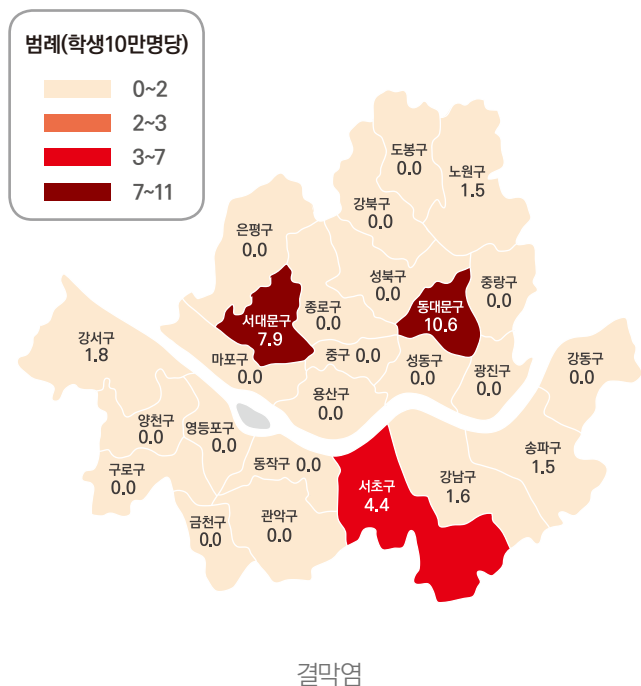 범례(학생10만명당)
0~2
2~3
3~7
7~11
도봉구
0.0
노원구
1.5
강북구
0.0
은평구
0.0
성북구
0.0
중랑구
0.0
종로구
0.0
동대문구
10.6
서대문구
7.9
강서구
1.8
마포구
0.0
중구 0.0
성동구
0.0
광진구
0.0
강동구
0.0
용산구
0.0
양천구
0.0
영등포구
0.0
송파구
1.5
구로구
0.0
동작구 0.0
서초구
4.4
강남구
1.6
금천구
0.0
관악구
0.0
결막염